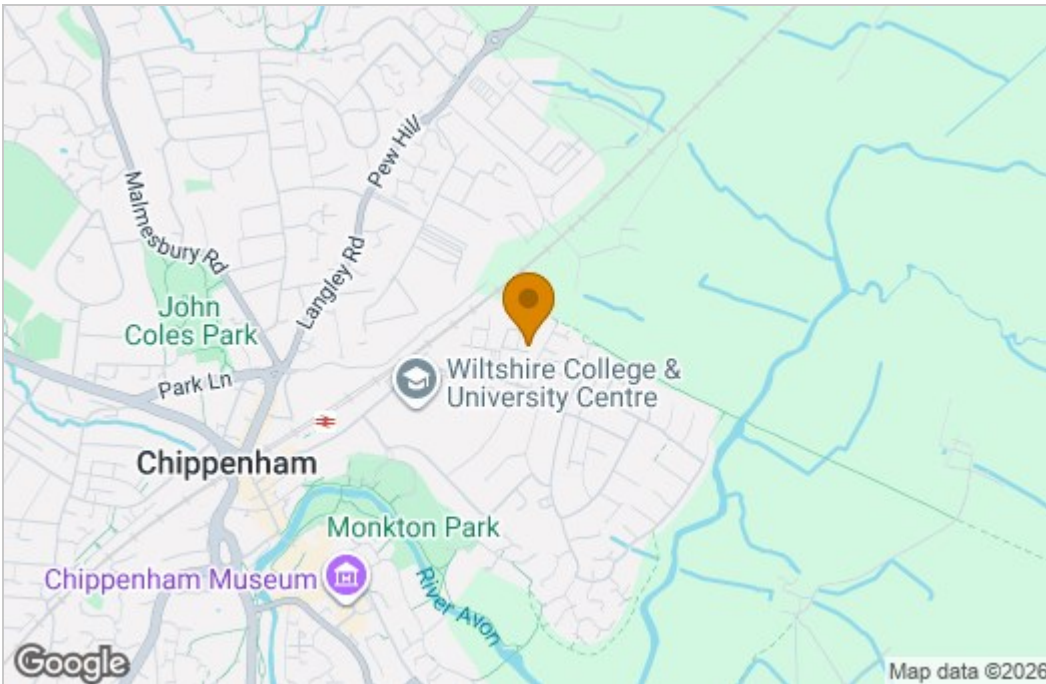 Pew Hill
Malmesbury Rd
Langley Rd
John
Coles Park
Park Ln
Wiltshire College &
University Centre
Chippenham
Monkton Park
Chippenham Museum
River Avon
Google
Map data ©2026